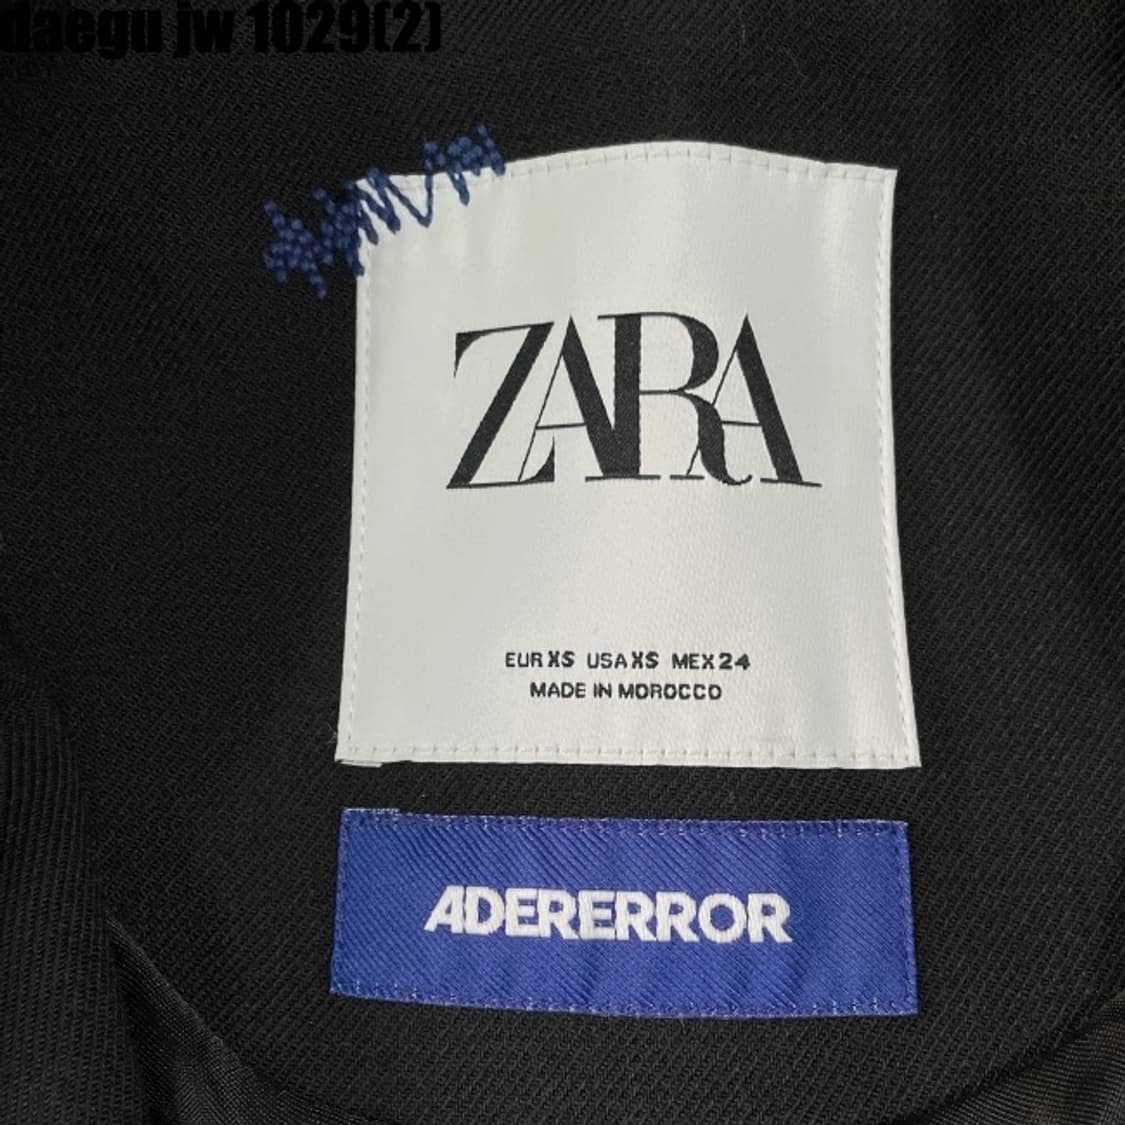 daegu jw 1029(2)
ZARA
EUR XS USA XS MEX 24
MADE IN MOROCCO
ADERERROR